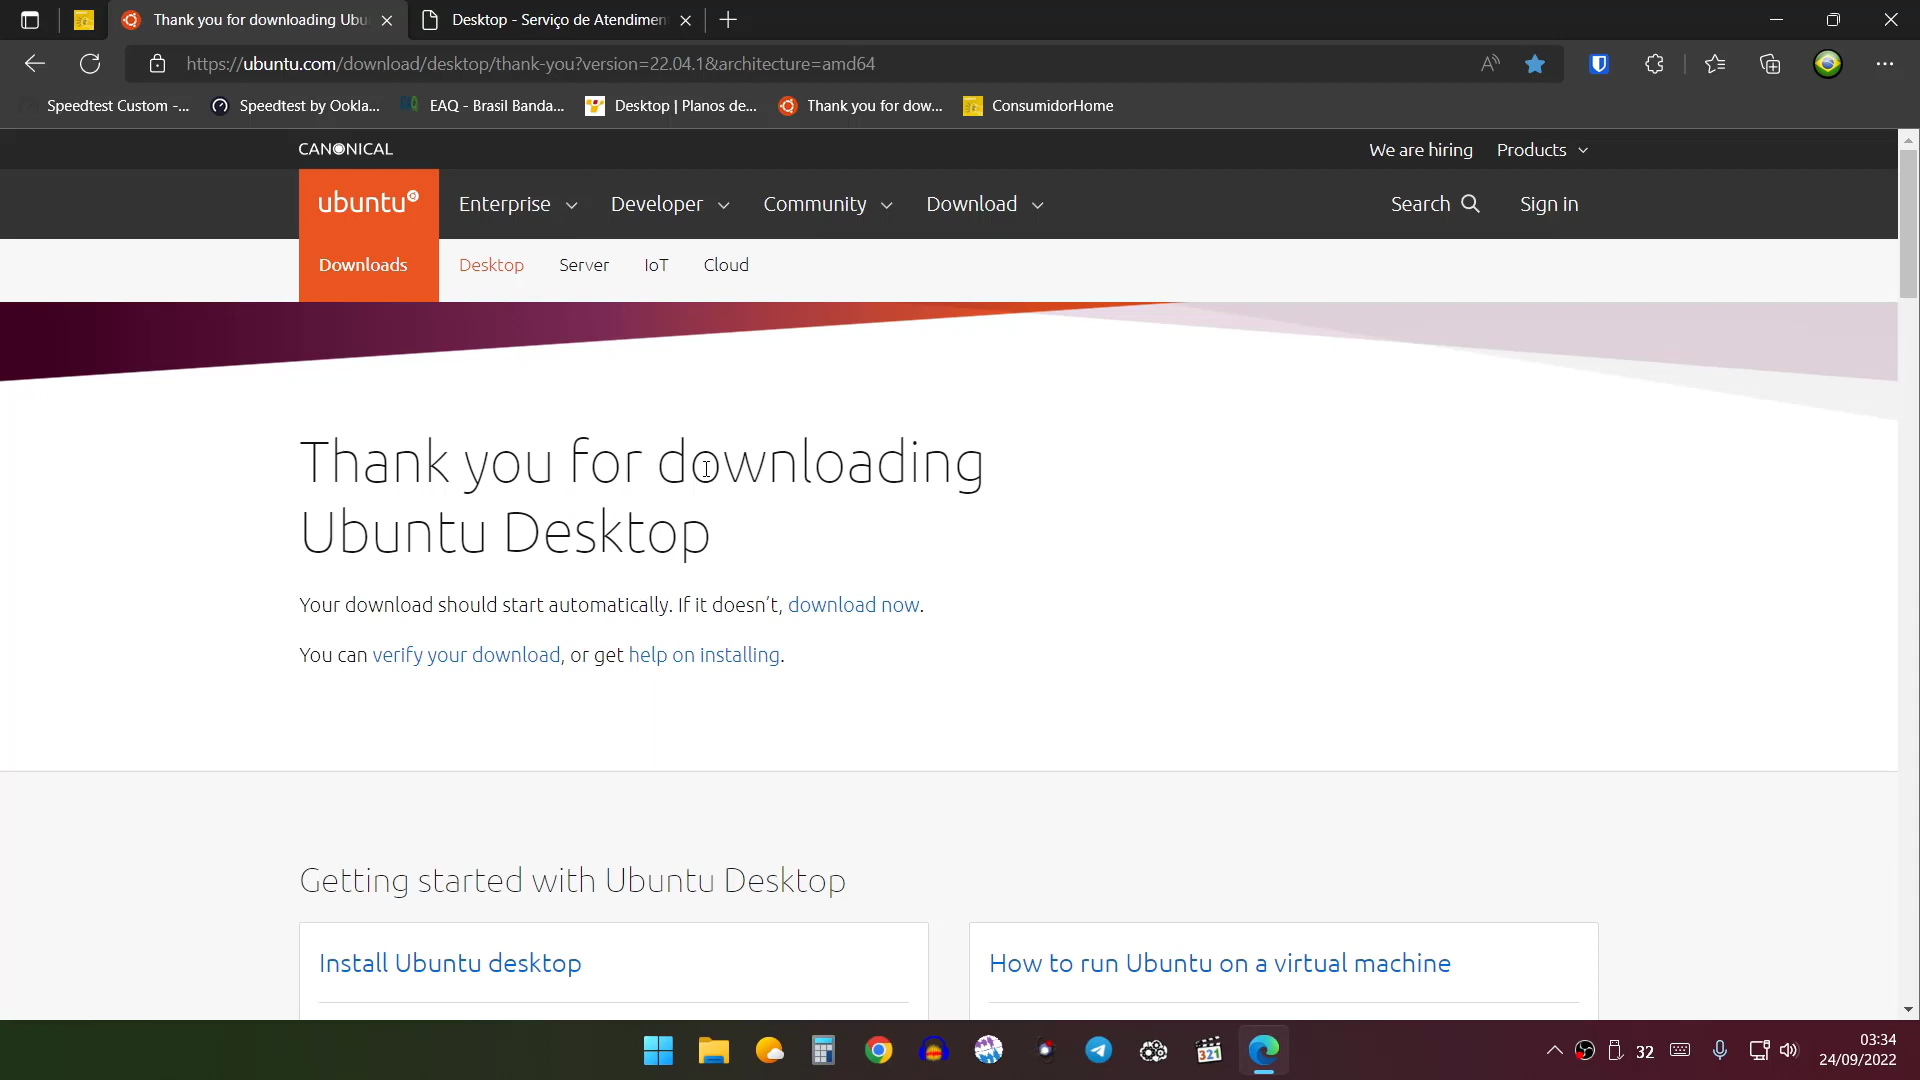 Thank you for downloading Ubu
Desktop - Serviço de Atendimen
https://ubuntu.com/download/desktop/thank-you?version=22.04.1&architecture=amd64
Speedtest Custom -...
Speedtest by Ookla...
EAQ - Brasil Banda...
Desktop | Planos de...
Thank you for dow...
ConsumidorHome
CANONICAL
We are hiring
Products
ubuntu
Enterprise
Developer
Community
Download
Search
Sign in
Downloads
Desktop
Server
IoT
Cloud
Thank you for downloading
Ubuntu Desktop
Your download should start automatically. If it doesn't, download now.
You can verify your download, or get help on installing.
Getting started with Ubuntu Desktop
Install Ubuntu desktop
How to run Ubuntu on a virtual machine
321
32
03:34
24/09/2022